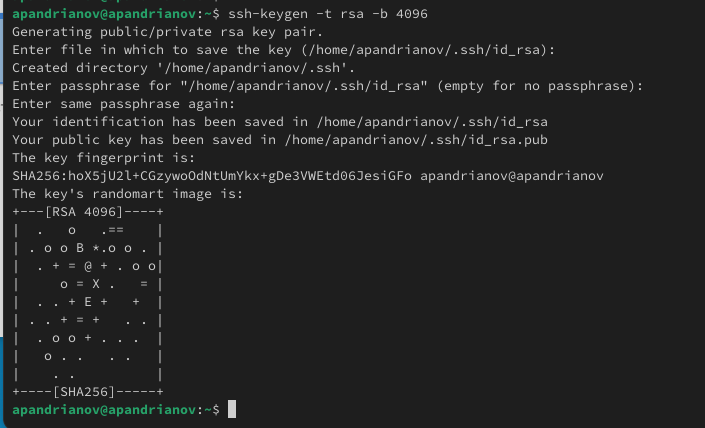 apandrianov@apandrianov:~$ ssh-keygen -t rsa -b 4096
Generating public/private rsa key pair.
Enter file in which to save the key (/home/apandrianov/.ssh/id_rsa):
Created directory '/home/apandrianov/.ssh'.
Enter passphrase for "/home/apandrianov/.ssh/id_rsa" (empty for no passphrase):
Enter same passphrase again:
Your identification has been saved in /home/apandrianov/.ssh/id_rsa
Your public key has been saved in /home/apandrianov/.ssh/id_rsa.pub
The key fingerprint is:
SHA256:hoX5jU2l+CGzywoOdNtUmYkx+gDe3VWEtd06JesiGFo apandrianov@apandrianov
The key's randomart image is:
+---[RSA 4096]----+
|  .   o   .==    |
| . o o B *.o o . |
|  . + = @ + . o o|
|     o = X .   = |
|  . . + E +   +  |
| . . + = +   . . |
|  . o o + . . .  |
|   o . .   . .   |
|    . .          |
+----[SHA256]-----+
apandrianov@apandrianov:~$